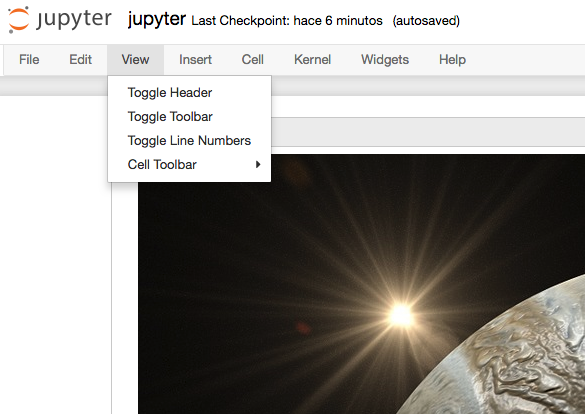 jupyter jupyter Last Checkpoint: hace 6 minutos (autosaved)
File Edit View Insert Cell Kernel Widgets Help
Toggle Header
Toggle Toolbar
Toggle Line Numbers
Cell Toolbar